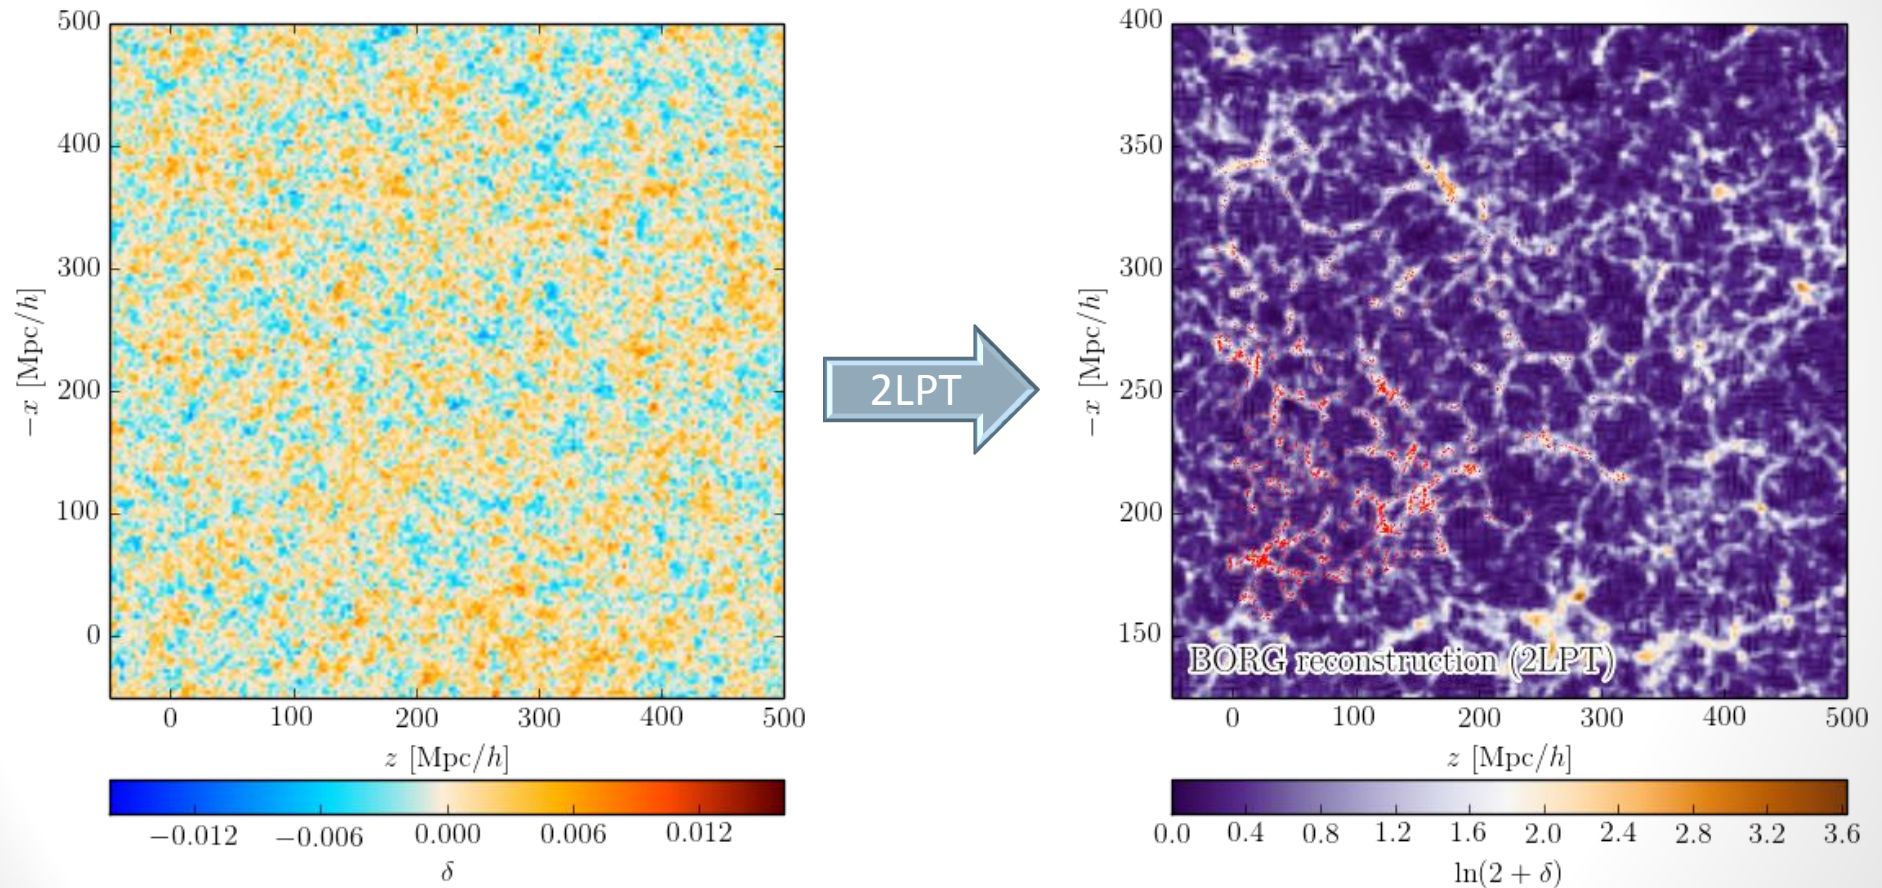 500
400
300
200
100
0
−x [Mpc/h]
0 100 200 300 400 500
z [Mpc/h]
−0.012 −0.006 0.000 0.006 0.012
δ
2LPT
400
350
300
250
200
150
−x [Mpc/h]
BORG reconstruction (2LPT)
0 100 200 300 400 500
z [Mpc/h]
0.0 0.4 0.8 1.2 1.6 2.0 2.4 2.8 3.2 3.6
ln(2 + δ)